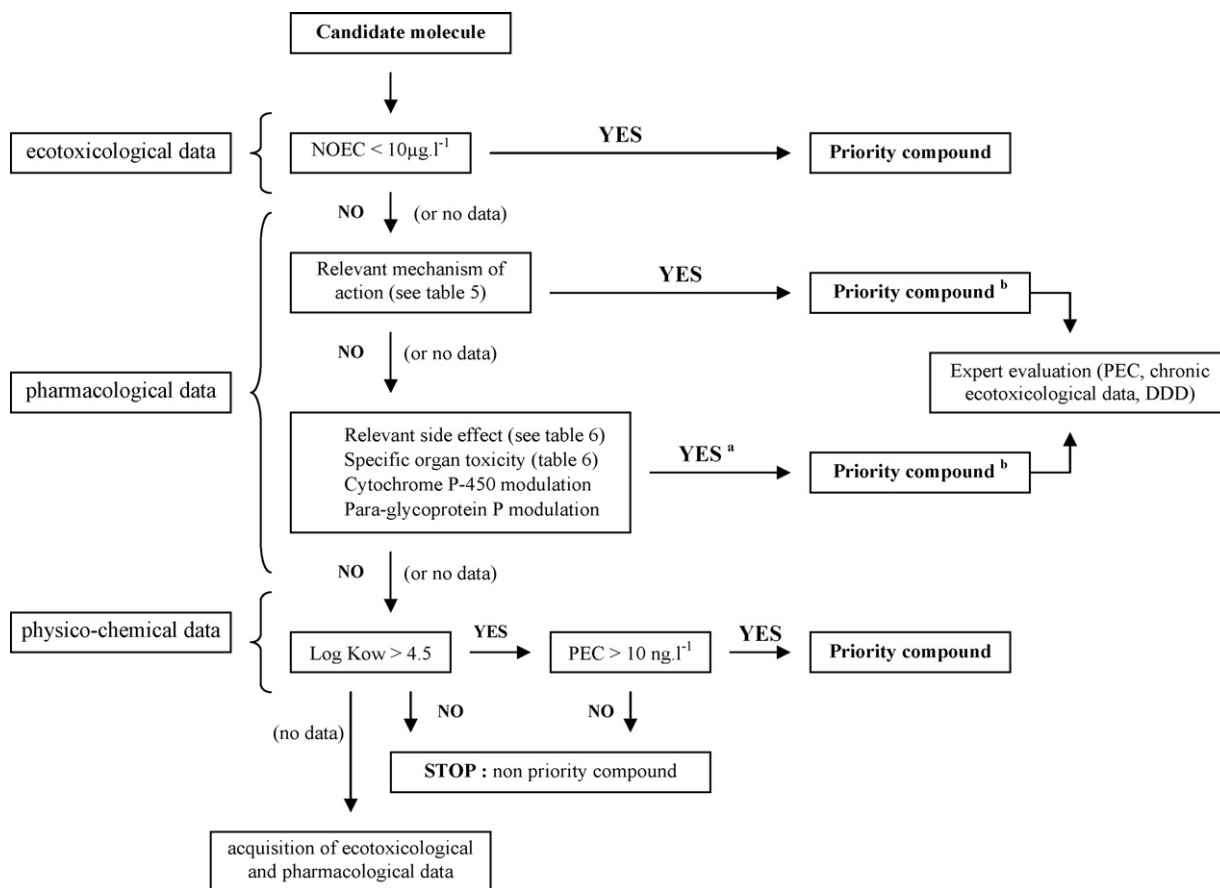 Candidate molecule
ecotoxicological data
NOEC < 10µg.l⁻¹
YES
Priority compound
NO
(or no data)
Relevant mechanism of
action (see table 5)
YES
Priority compound ᵇ
NO
(or no data)
pharmacological data
Expert evaluation (PEC, chronic
ecotoxicological data, DDD)
Relevant side effect (see table 6)
Specific organ toxicity (table 6)
Cytochrome P-450 modulation
Para-glycoprotein P modulation
YES ᵃ
Priority compound ᵇ
NO
(or no data)
physico-chemical data
Log Kow > 4.5
YES
PEC > 10 ng.l⁻¹
YES
Priority compound
(no data)
NO
NO
STOP : non priority compound
acquisition of ecotoxicological
and pharmacological data